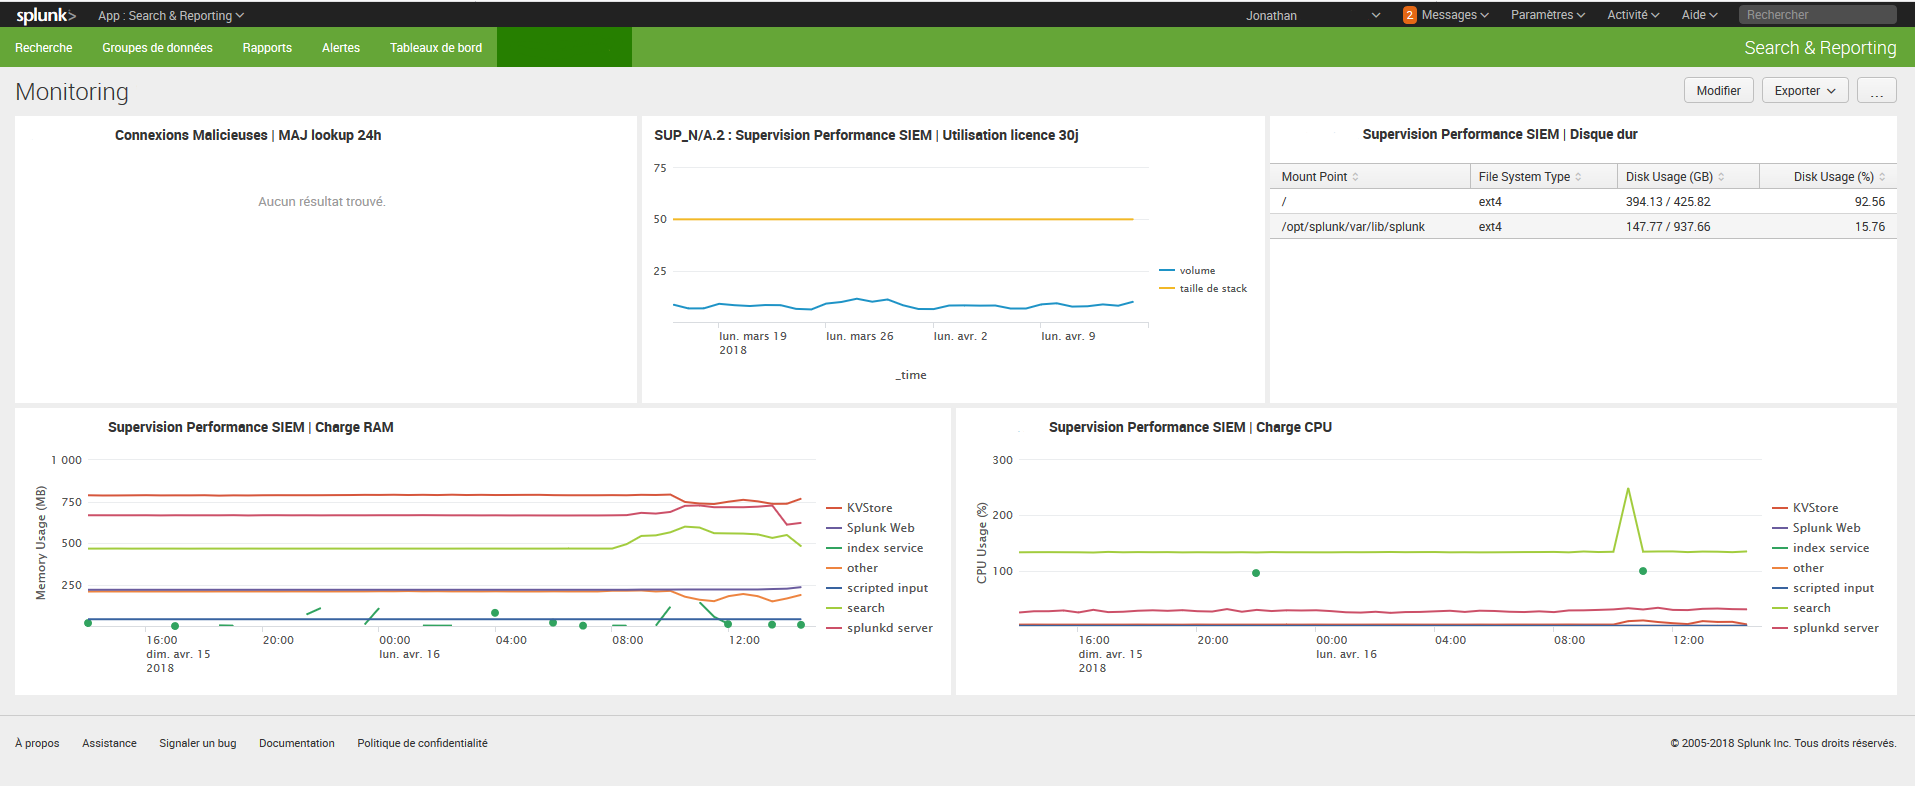 splunk> App : Search & Reporting Jonathan 2 Messages Paramètres Activité Aide Rechercher
Recherche Groupes de données Rapports Alertes Tableaux de bord Search & Reporting
Monitoring Modifier Exporter ...
Connexions Malicieuses | MAJ lookup 24h
Aucun résultat trouvé.
SUP_N/A.2 : Supervision Performance SIEM | Utilisation licence 30j
75
50
25
volume
taille de stack
lun. mars 19 lun. mars 26 lun. avr. 2 lun. avr. 9
2018
_time
Supervision Performance SIEM | Disque dur
Mount Point File System Type Disk Usage (GB) Disk Usage (%)
/ ext4 394.13 / 425.82 92.56
/opt/splunk/var/lib/splunk ext4 147.77 / 937.66 15.76
Supervision Performance SIEM | Charge RAM
Memory Usage (MB)
1 000
750
500
250
KVStore
Splunk Web
index service
other
scripted input
search
splunkd server
16:00 20:00 00:00 04:00 08:00 12:00
dim. avr. 15 lun. avr. 16
2018
Supervision Performance SIEM | Charge CPU
CPU Usage (%)
300
200
100
KVStore
Splunk Web
index service
other
scripted input
search
splunkd server
16:00 20:00 00:00 04:00 08:00 12:00
dim. avr. 15 lun. avr. 16
2018
À propos Assistance Signaler un bug Documentation Politique de confidentialité © 2005-2018 Splunk Inc. Tous droits réservés.